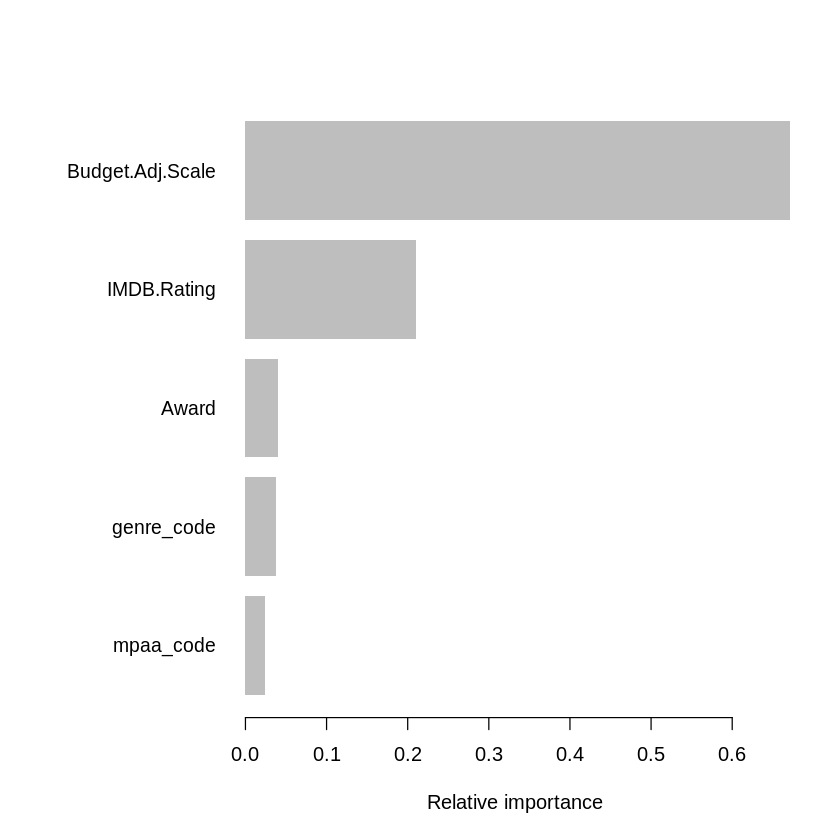 Budget.Adj.Scale
IMDB.Rating
Award
genre_code
mpaa_code
0.0 0.1 0.2 0.3 0.4 0.5 0.6
Relative importance